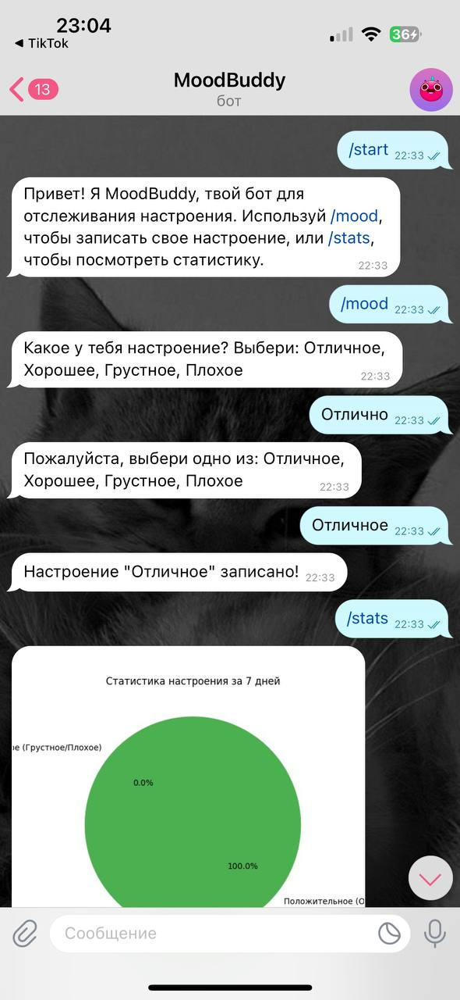 23:04
TikTok
36
13
MoodBuddy
бот
/start 22:33
Привет! Я MoodBuddy, твой бот для
отслеживания настроения. Используй /mood,
чтобы записать свое настроение, или /stats,
чтобы посмотреть статистику.
22:33
/mood 22:33
Какое у тебя настроение? Выбери: Отличное,
Хорошее, Грустное, Плохое
22:33
Отлично 22:33
Пожалуйста, выбери одно из: Отличное,
Хорошее, Грустное, Плохое
22:33
Отличное 22:33
Настроение "Отличное" записано! 22:33
/stats 22:33
Статистика настроения за 7 дней
(Грустное/Плохое)
0.0%
100.0%
Положительное
Сообщение